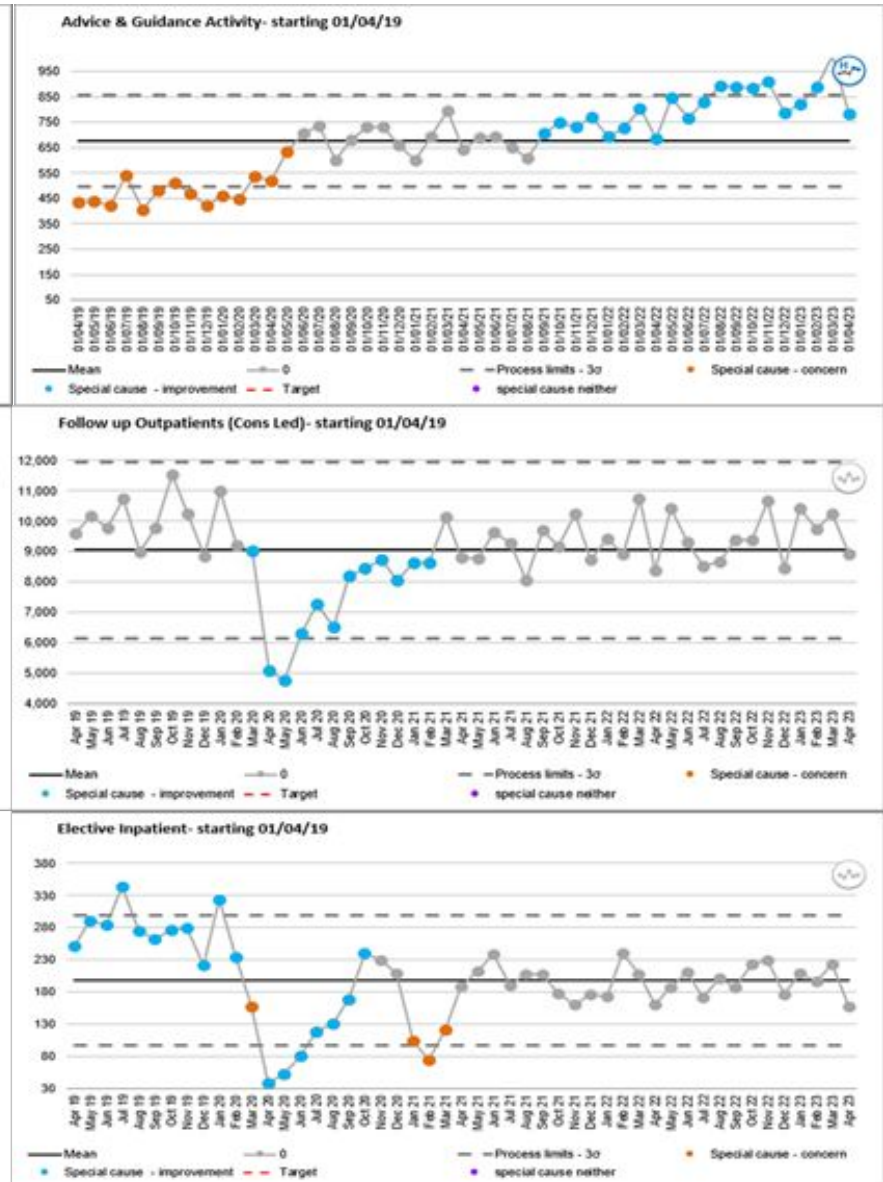 Advice & Guidance Activity- starting 01/04/19
950
850
750
650
550
450
350
250
150
50
H
01/04/19
01/05/19
01/06/19
01/07/19
01/08/19
01/09/19
01/10/19
01/11/19
01/12/19
01/01/20
01/02/20
01/03/20
01/04/20
01/05/20
01/06/20
01/07/20
01/08/20
01/09/20
01/10/20
01/11/20
01/12/20
01/01/21
01/02/21
01/03/21
01/04/21
01/05/21
01/06/21
01/07/21
01/08/21
01/09/21
01/10/21
01/11/21
01/12/21
01/01/22
01/02/22
01/03/22
01/04/22
01/05/22
01/06/22
01/07/22
01/08/22
01/09/22
01/10/22
01/11/22
01/12/22
01/01/23
01/02/23
01/03/23
01/04/23
Mean 0 Process limits - 3σ Special cause - concern
Special cause - improvement Target special cause neither
Follow up Outpatients (Cons Led)- starting 01/04/19
12,000
11,000
10,000
9,000
8,000
7,000
6,000
5,000
4,000
Apr 19
May 19
Jun 19
Jul 19
Aug 19
Sep 19
Oct 19
Nov 19
Dec 19
Jan 20
Feb 20
Mar 20
Apr 20
May 20
Jun 20
Jul 20
Aug 20
Sep 20
Oct 20
Nov 20
Dec 20
Jan 21
Feb 21
Mar 21
Apr 21
May 21
Jun 21
Jul 21
Aug 21
Sep 21
Oct 21
Nov 21
Dec 21
Jan 22
Feb 22
Mar 22
Apr 22
May 22
Jun 22
Jul 22
Aug 22
Sep 22
Oct 22
Nov 22
Dec 22
Jan 23
Feb 23
Mar 23
Apr 23
Mean 0 Process limits - 3σ Special cause - concern
Special cause - improvement Target special cause neither
Elective Inpatient- starting 01/04/19
380
330
280
230
180
130
80
30
Apr 19
May 19
Jun 19
Jul 19
Aug 19
Sep 19
Oct 19
Nov 19
Dec 19
Jan 20
Feb 20
Mar 20
Apr 20
May 20
Jun 20
Jul 20
Aug 20
Sep 20
Oct 20
Nov 20
Dec 20
Jan 21
Feb 21
Mar 21
Apr 21
May 21
Jun 21
Jul 21
Aug 21
Sep 21
Oct 21
Nov 21
Dec 21
Jan 22
Feb 22
Mar 22
Apr 22
May 22
Jun 22
Jul 22
Aug 22
Sep 22
Oct 22
Nov 22
Dec 22
Jan 23
Feb 23
Mar 23
Apr 23
Mean 0 Process limits - 3σ Special cause - concern
Special cause - improvement Target special cause neither